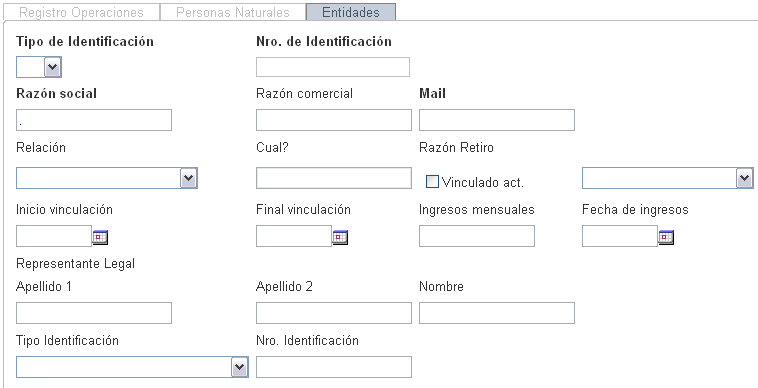 Registro Operaciones Personas Naturales Entidades
Tipo de Identificación Nro. de Identificación
Razón social Razón comercial Mail
.
Relación Cual? Razón Retiro
Vinculado act.
Inicio vinculación Final vinculación Ingresos mensuales Fecha de ingresos
Representante Legal
Apellido 1 Apellido 2 Nombre
Tipo Identificación Nro. Identificación